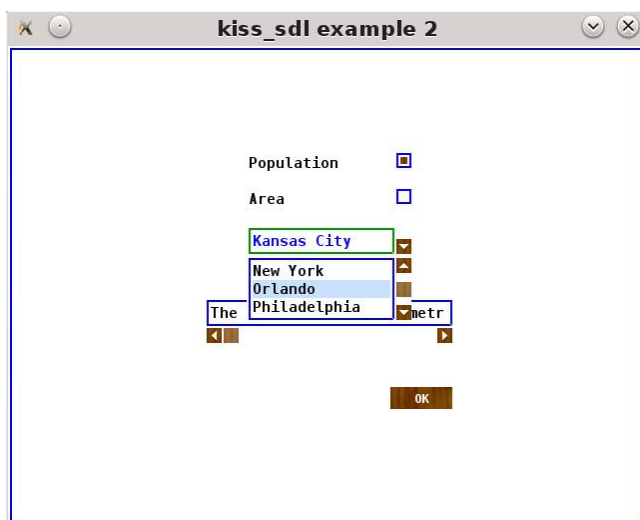 kiss_sdl example 2
Population
Area
Kansas City
New York
Orlando
Philadelphia
The metr
OK